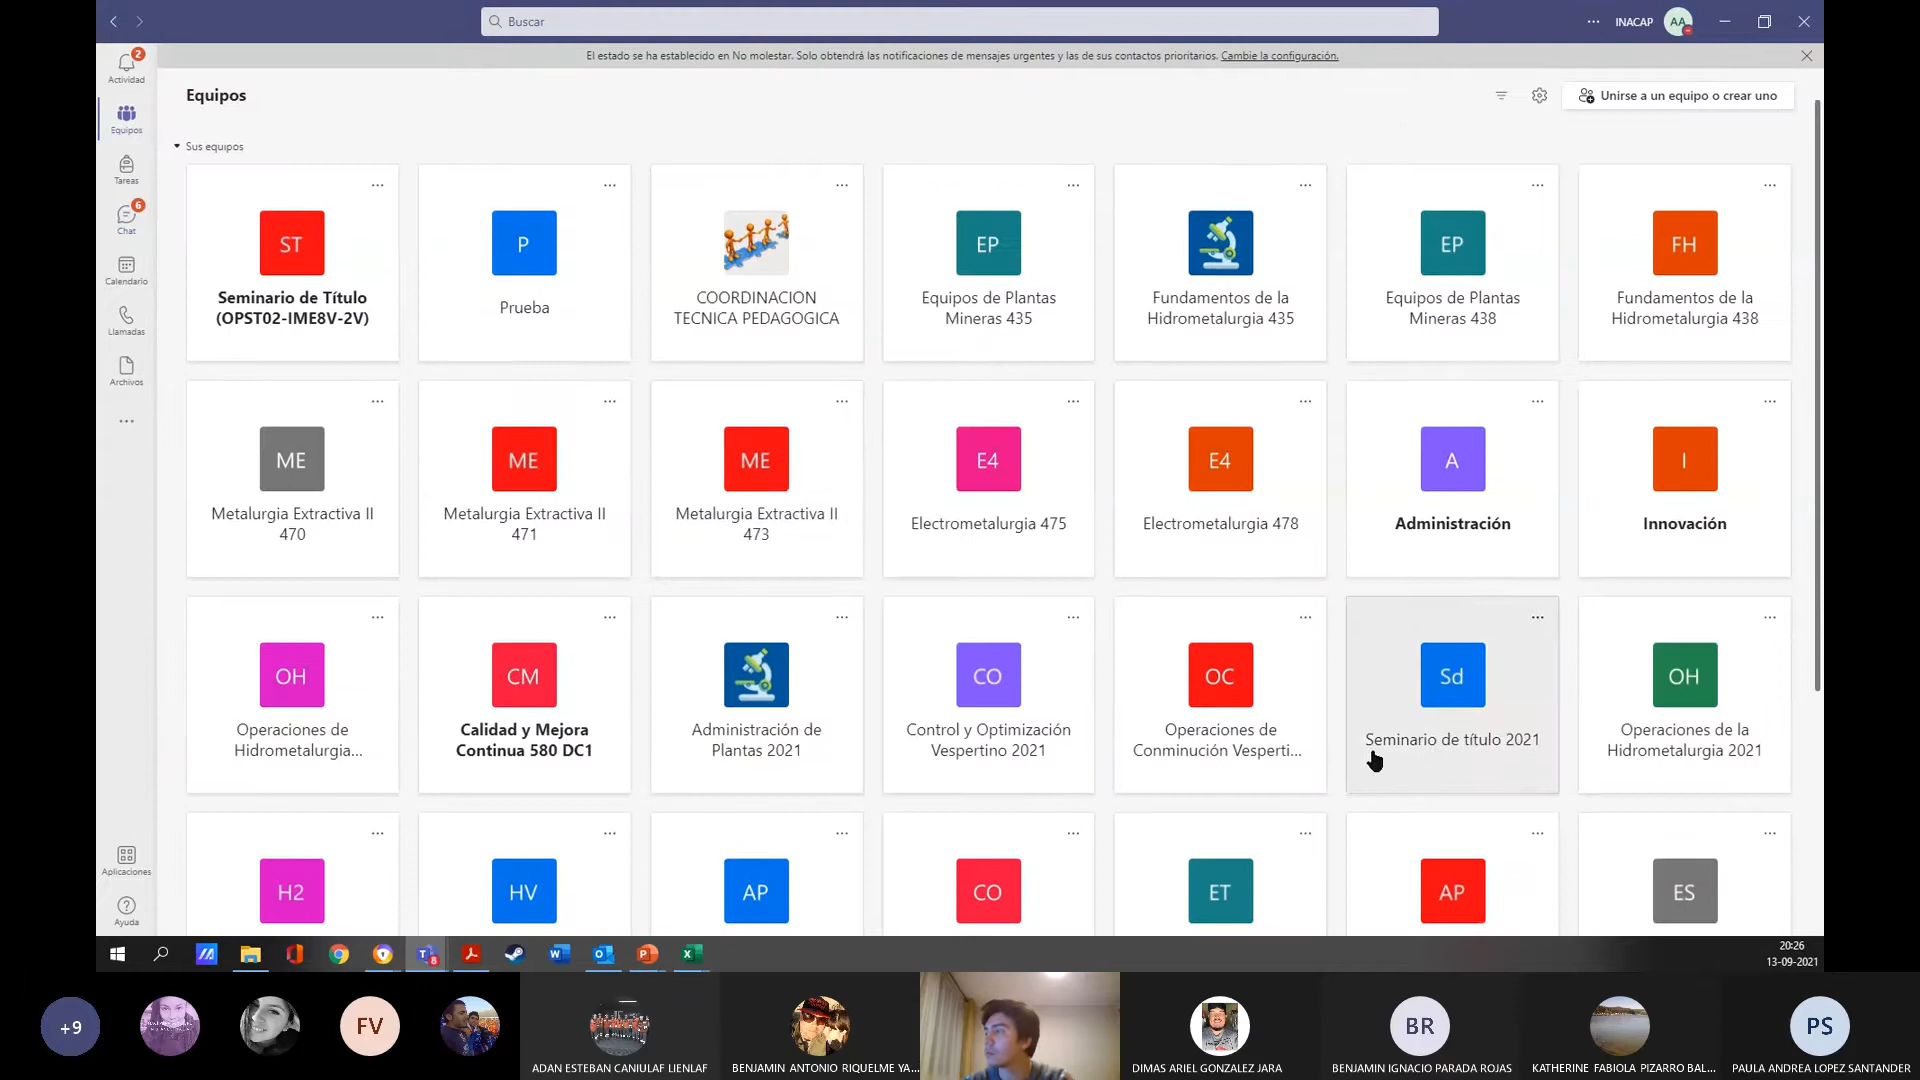 Buscar
INACAP
AA
El estado se ha establecido en No molestar. Solo obtendrá las notificaciones de mensajes urgentes y las de sus contactos prioritarios. Cambie la configuración.
2
Actividad
Equipos
Tareas
6
Chat
Calendario
Llamadas
Archivos
Aplicaciones
Ayuda
Equipos
Unirse a un equipo o crear uno
Sus equipos
ST
Seminario de Título
(OPST02-IME8V-2V)
P
Prueba
COORDINACION
TECNICA PEDAGOGICA
EP
Equipos de Plantas
Mineras 435
Fundamentos de la
Hidrometalurgia 435
EP
Equipos de Plantas
Mineras 438
FH
Fundamentos de la
Hidrometalurgia 438
ME
Metalurgia Extractiva II
470
ME
Metalurgia Extractiva II
471
ME
Metalurgia Extractiva II
473
E4
Electrometalurgia 475
E4
Electrometalurgia 478
A
Administración
I
Innovación
OH
Operaciones de
Hidrometalurgia...
CM
Calidad y Mejora
Continua 580 DC1
Administración de
Plantas 2021
CO
Control y Optimización
Vespertino 2021
OC
Operaciones de
Conminución Vesperti...
Sd
Seminario de título 2021
OH
Operaciones de la
Hidrometalurgia 2021
H2
HV
AP
CO
ET
AP
ES
20:26
13-09-2021
+9
FV
ADAN ESTEBAN CANIULAF LIENLAF
BENJAMIN ANTONIO RIQUELME YA...
DIMAS ARIEL GONZALEZ JARA
BR
BENJAMIN IGNACIO PARADA ROJAS
KATHERINE FABIOLA PIZARRO BAL...
PS
PAULA ANDREA LOPEZ SANTANDER